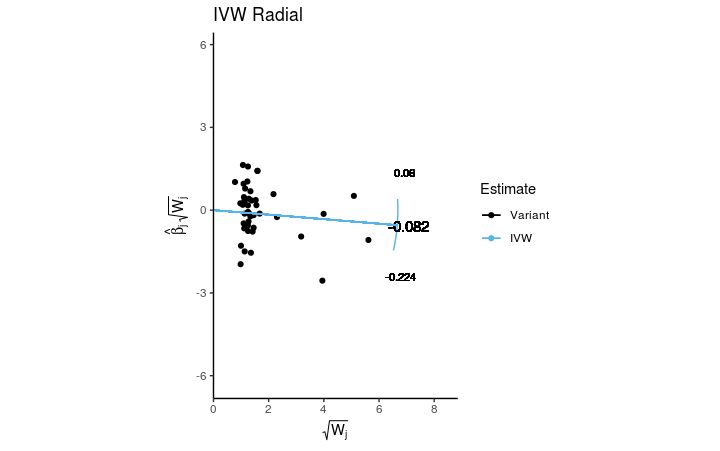 IVW Radial
6
3
0
-3
-6
β̂ⱼ√Wⱼ
0.06
-0.082
-0.224
0
2
4
6
8
√Wⱼ
Estimate
Variant
IVW